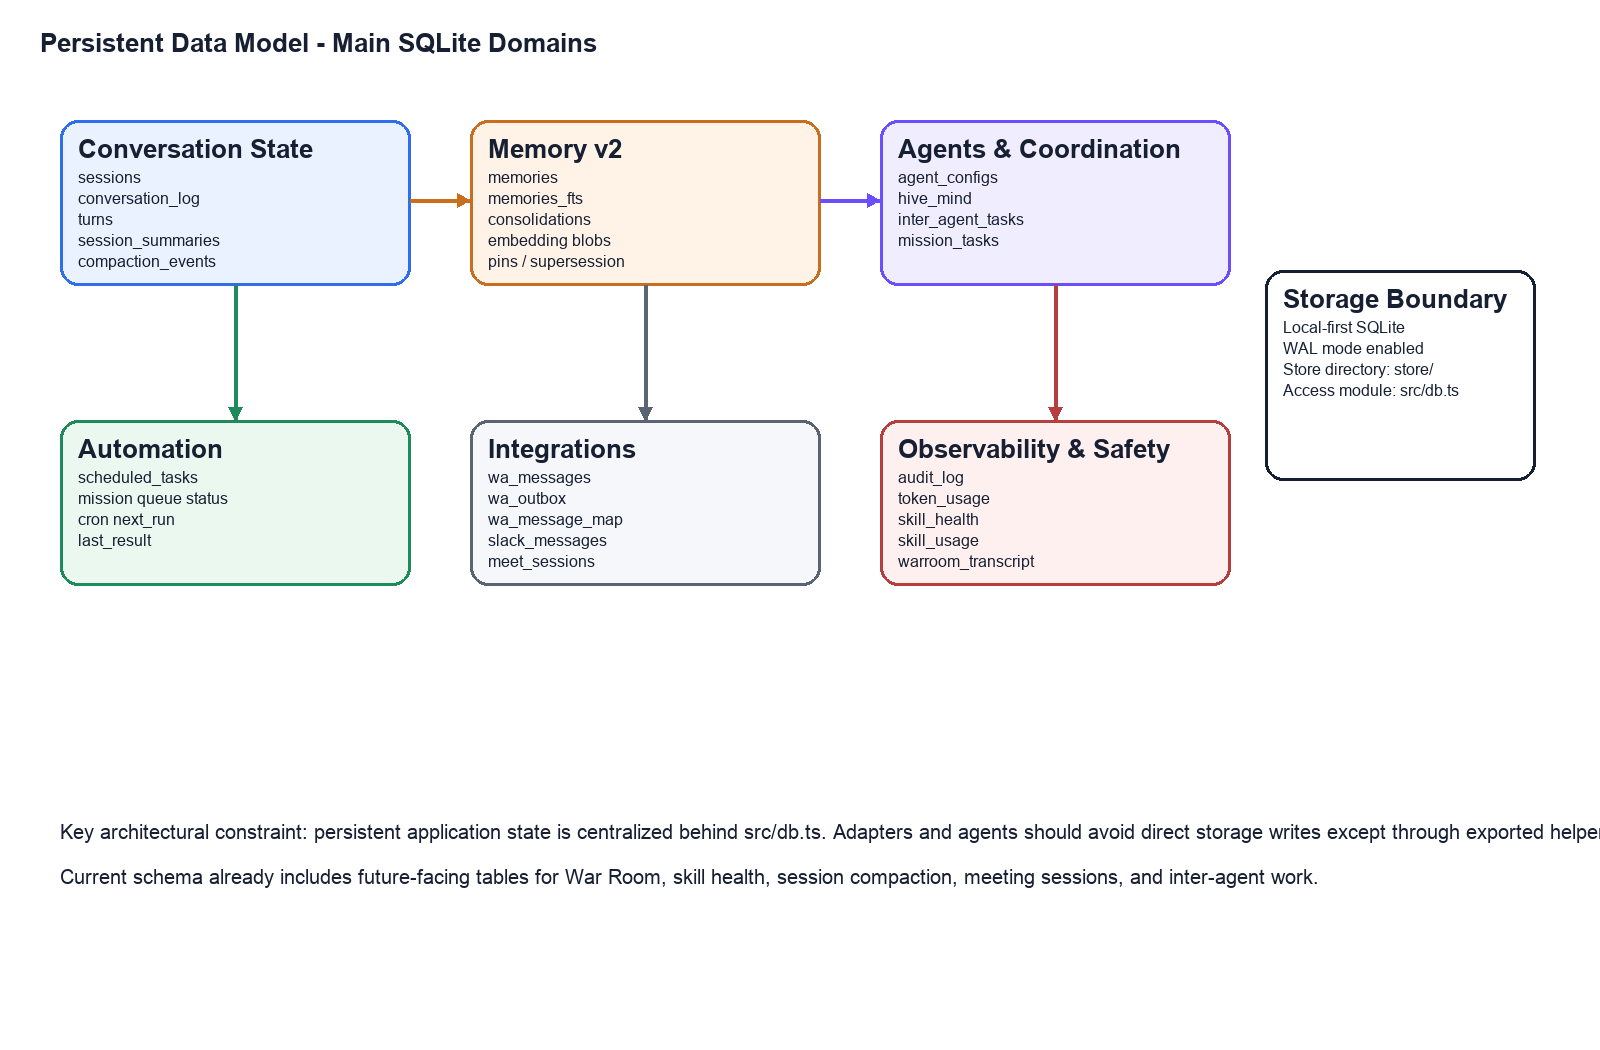 Persistent Data Model - Main SQLite Domains
Conversation State
sessions
conversation_log
turns
session_summaries
compaction_events
Memory v2
memories
memories_fts
consolidations
embedding blobs
pins / supersession
Agents & Coordination
agent_configs
hive_mind
inter_agent_tasks
mission_tasks
Storage Boundary
Local-first SQLite
WAL mode enabled
Store directory: store/
Access module: src/db.ts
Automation
scheduled_tasks
mission queue status
cron next_run
last_result
Integrations
wa_messages
wa_outbox
wa_message_map
slack_messages
meet_sessions
Observability & Safety
audit_log
token_usage
skill_health
skill_usage
warroom_transcript
Key architectural constraint: persistent application state is centralized behind src/db.ts. Adapters and agents should avoid direct storage writes except through exported
Current schema already includes future-facing tables for War Room, skill health, session compaction, meeting sessions, and inter-agent work.